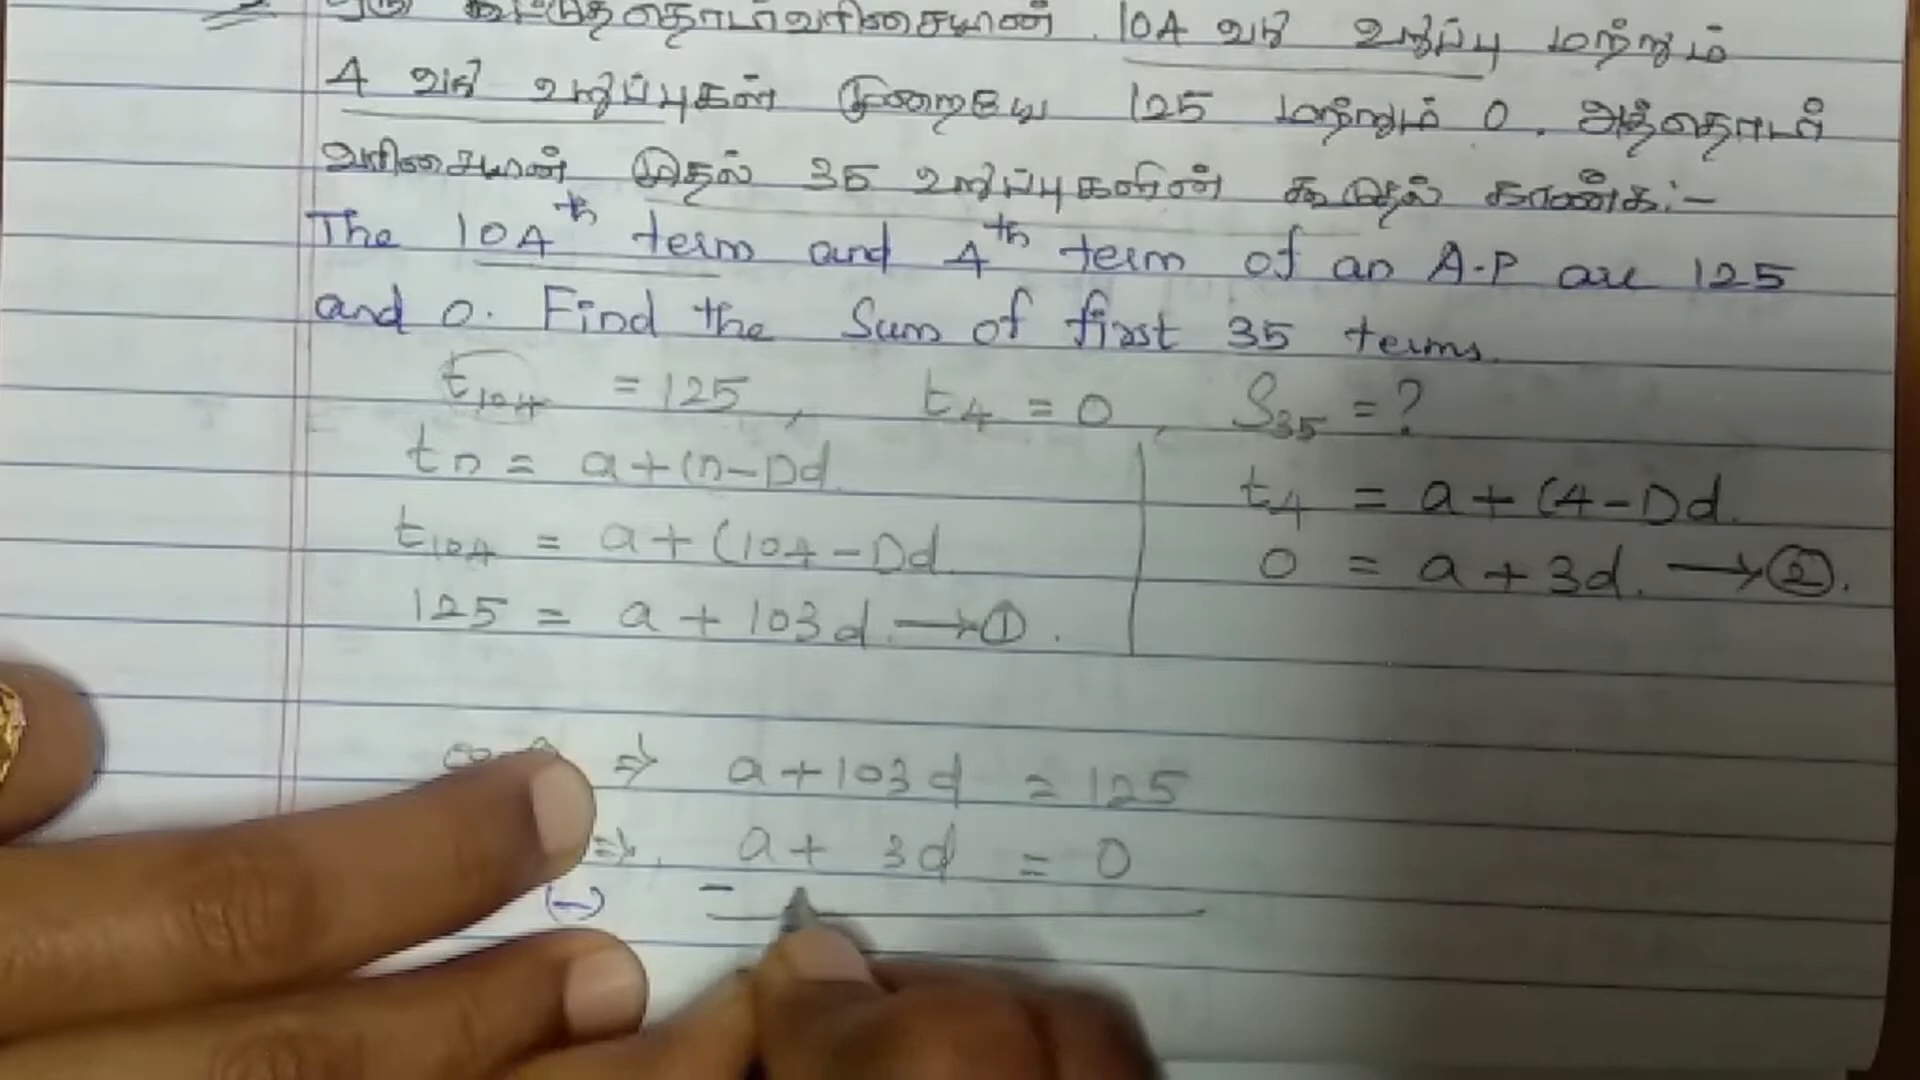 ஒரு கூட்டுத்தொடர்வரிசையின் 104 வது உறுப்பு மற்றும்
4 வது உறுப்புகள் முறையே 125 மற்றும் 0. அத்தொடர்
வரிசையின் முதல் 35 உறுப்புகளின் கூடுதல் காண்க:-
The 104th term and 4th term of an A.P are 125
and 0. Find the Sum of first 35 terms.
t104 = 125, t4 = 0, S35 = ?
tn = a+(n-1)d.
t104 = a+(104-1)d.
125 = a+103d. →①.
t4 = a+(4-1)d.
0 = a+3d. →②.
⇒ a+103d = 125
⇒. a+ 3d = 0
(-) -